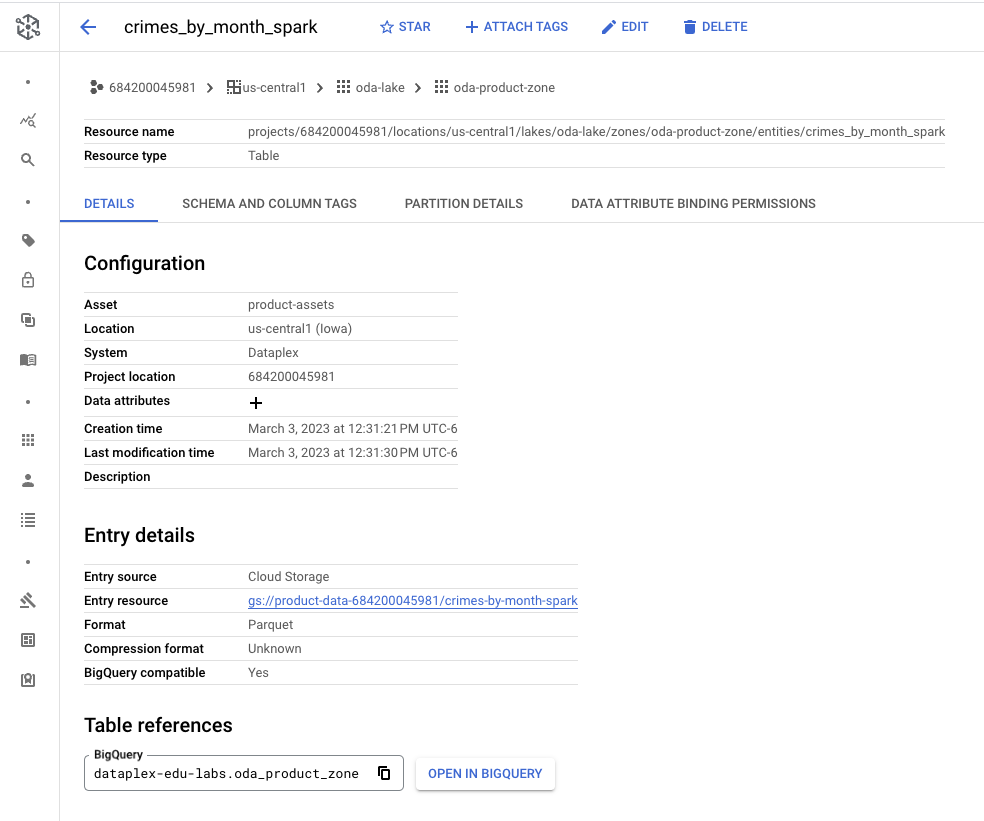 crimes_by_month_spark STAR ATTACH TAGS EDIT DELETE
684200045981 us-central1 oda-lake oda-product-zone
Resource name projects/684200045981/locations/us-central1/lakes/oda-lake/zones/oda-product-zone/entities/crimes_by_month_spark
Resource type Table
DETAILS SCHEMA AND COLUMN TAGS PARTITION DETAILS DATA ATTRIBUTE BINDING PERMISSIONS
Configuration
Asset product-assets
Location us-central1 (Iowa)
System Dataplex
Project location 684200045981
Data attributes
Creation time March 3, 2023 at 12:31:21 PM UTC-6
Last modification time March 3, 2023 at 12:31:30 PM UTC-6
Description
Entry details
Entry source Cloud Storage
Entry resource gs://product-data-684200045981/crimes-by-month-spark
Format Parquet
Compression format Unknown
BigQuery compatible Yes
Table references
BigQuery
dataplex-edu-labs.oda_product_zone OPEN IN BIGQUERY